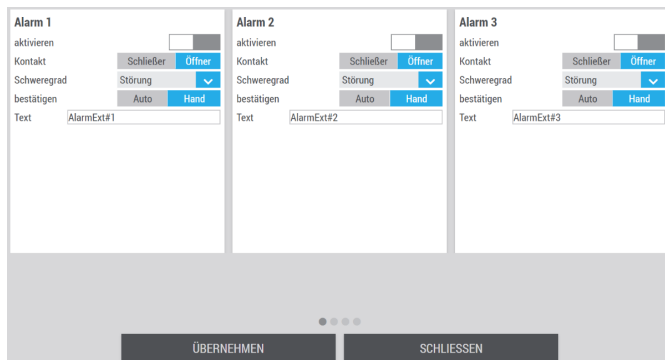 Alarm 1
aktivieren
Kontakt Schließer Öffner
Schweregrad Störung
bestätigen Auto Hand
Text AlarmExt#1
Alarm 2
aktivieren
Kontakt Schließer Öffner
Schweregrad Störung
bestätigen Auto Hand
Text AlarmExt#2
Alarm 3
aktivieren
Kontakt Schließer Öffner
Schweregrad Störung
bestätigen Auto Hand
Text AlarmExt#3
ÜBERNEHMEN SCHLIESSEN